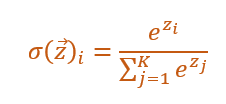 σ(z⃗)ᵢ = e^{zᵢ} / ∑_{j=1}^{K} e^{zⱼ}